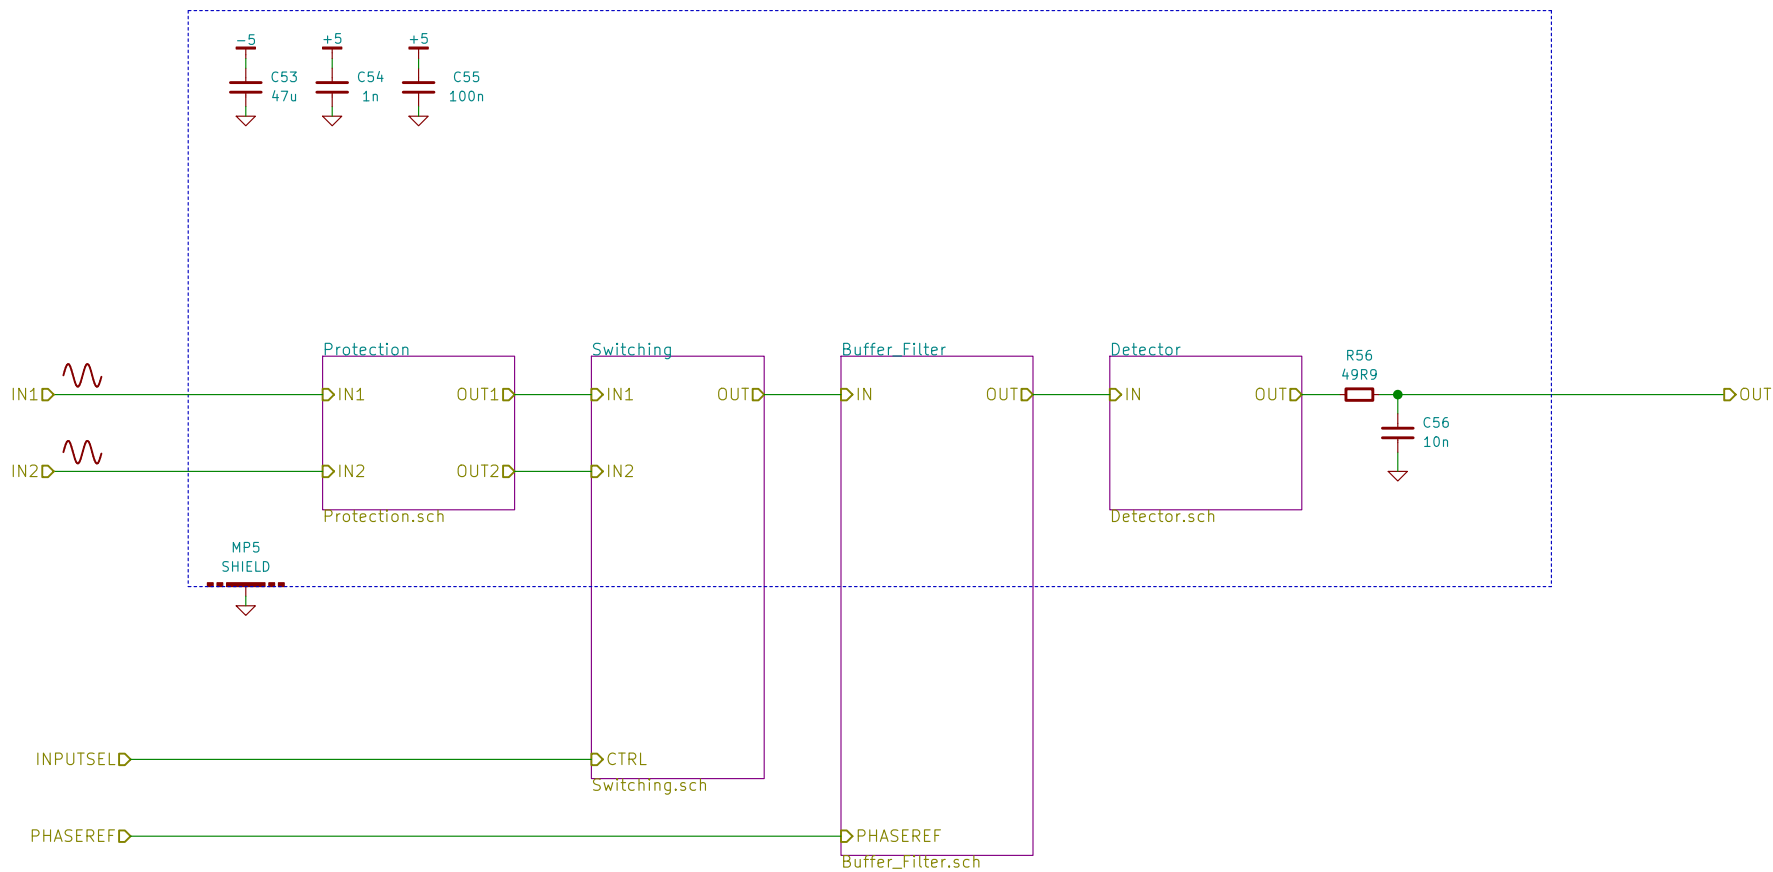 -5
+5
+5
C53
47u
C54
1n
C55
100n
Protection
Switching
Buffer_Filter
Detector
R56
49R9
IN1
IN1
OUT1
IN1
OUT
IN
OUT
IN
OUT
OUT
C56
10n
IN2
IN2
OUT2
IN2
Protection.sch
Detector.sch
MP5
SHIELD
INPUTSEL
CTRL
Switching.sch
PHASEREF
PHASEREF
Buffer_Filter.sch